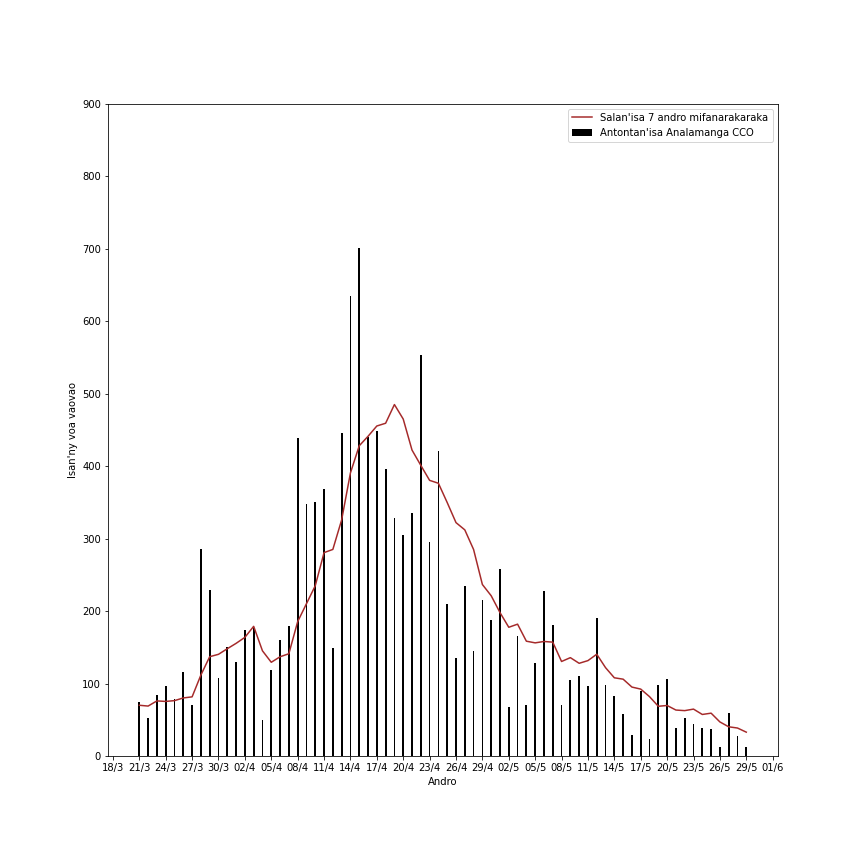 900
Salan'isa 7 andro mifanarakaraka
Antontan'isa Analamanga CCO
800
700
600
500
400
300
200
100
0
Isan'ny voa vaovao
18/3 21/3 24/3 27/3 30/3 02/4 05/4 08/4 11/4 14/4 17/4 20/4 23/4 26/4 29/4 02/5 05/5 08/5 11/5 14/5 17/5 20/5 23/5 26/5 29/5 01/6
Andro